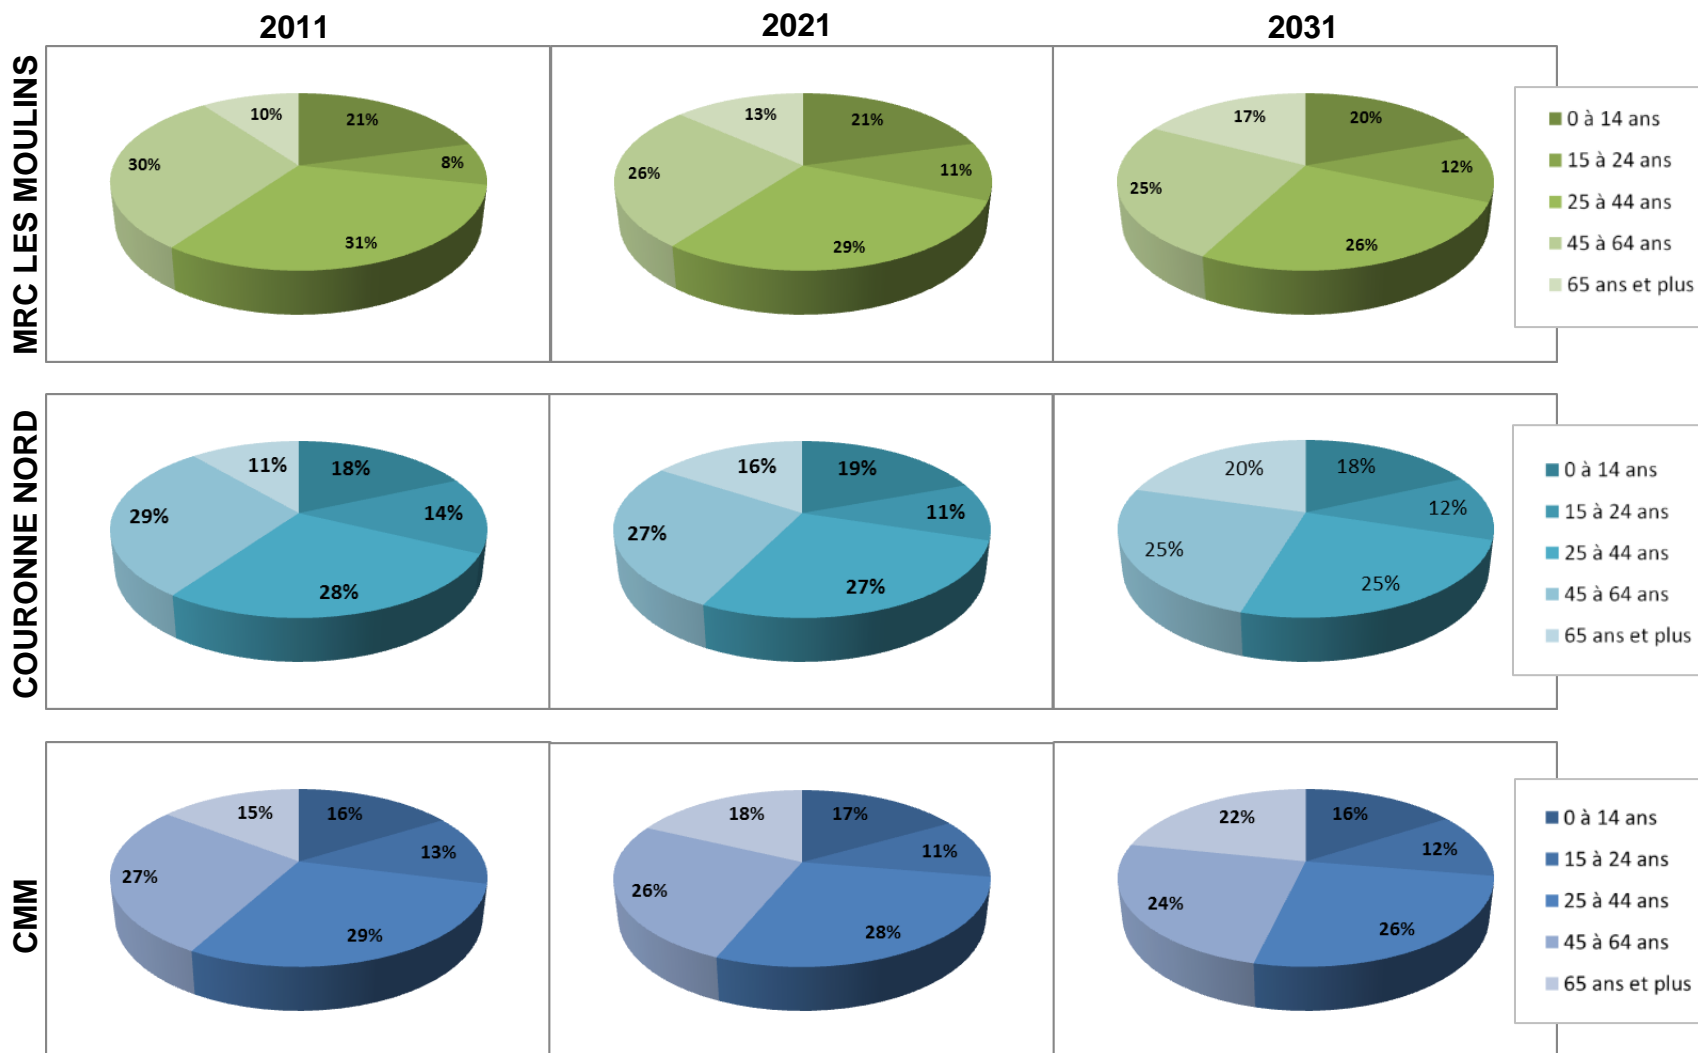 2011
2021
2031
MRC LES MOULINS
10%
21%
8%
31%
30%
13%
21%
11%
29%
26%
17%
20%
12%
26%
25%
0 à 14 ans
15 à 24 ans
25 à 44 ans
45 à 64 ans
65 ans et plus
COURONNE NORD
11%
18%
14%
28%
29%
16%
19%
11%
27%
27%
20%
18%
12%
25%
25%
0 à 14 ans
15 à 24 ans
25 à 44 ans
45 à 64 ans
65 ans et plus
CMM
15%
16%
13%
29%
27%
18%
17%
11%
28%
26%
22%
16%
12%
26%
24%
0 à 14 ans
15 à 24 ans
25 à 44 ans
45 à 64 ans
65 ans et plus